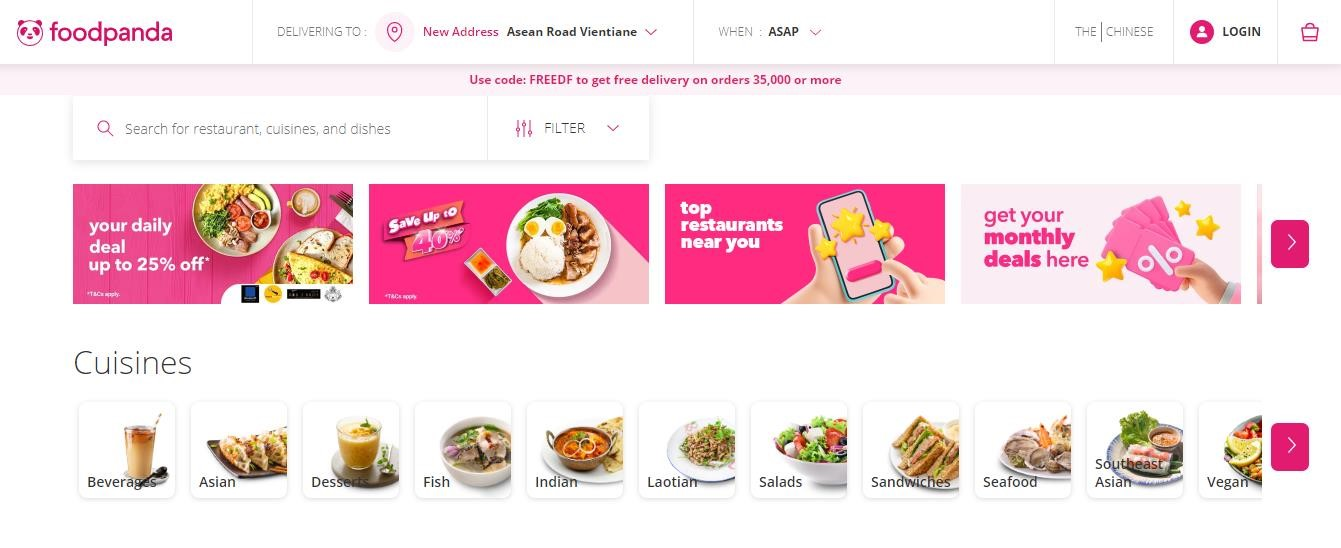 foodpanda
DELIVERING TO : New Address Asean Road Vientiane
WHEN : ASAP
THE CHINESE
LOGIN
Use code: FREEDF to get free delivery on orders 35,000 or more
Search for restaurant, cuisines, and dishes
FILTER
your daily
deal
up to 25% off*
*T&Cs apply.
Save Up to
40%*
*T&Cs apply.
top
restaurants
near you
get your
monthly
deals here
%
Cuisines
Beverages
Asian
Desserts
Fish
Indian
Laotian
Salads
Sandwiches
Seafood
Southeast
Asian
Vegan